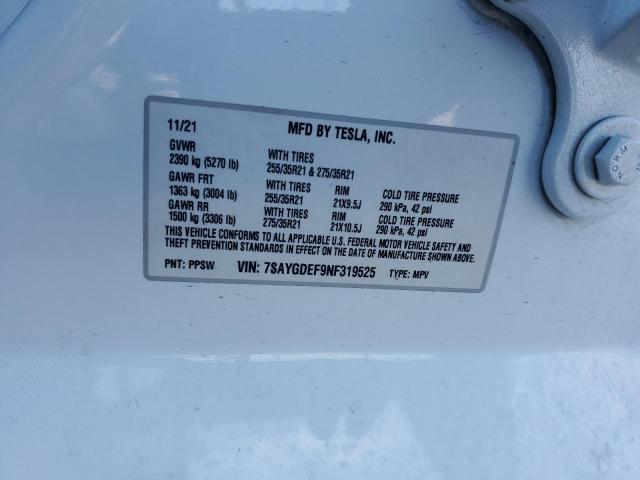 11/21 MFD BY TESLA, INC.
GVWR
2390 kg (5270 lb) WITH TIRES 255/35R21 & 275/35R21
GAWR FRT
1363 kg (3004 lb) WITH TIRES 255/35R21 RIM 21X9.5J COLD TIRE PRESSURE 290 kPa, 42 psi
GAWR RR
1500 kg (3306 lb) WITH TIRES 275/35R21 RIM 21X10.5J COLD TIRE PRESSURE 290 kPa, 42 psi
THIS VEHICLE CONFORMS TO ALL APPLICABLE U.S. FEDERAL MOTOR VEHICLE SAFETY AND
THEFT PREVENTION STANDARDS IN EFFECT ON THE DATE OF MANUFACTURE SHOWN ABOVE.
PNT: PPSW VIN: 7SAYGDEF9NF319525 TYPE: MPV